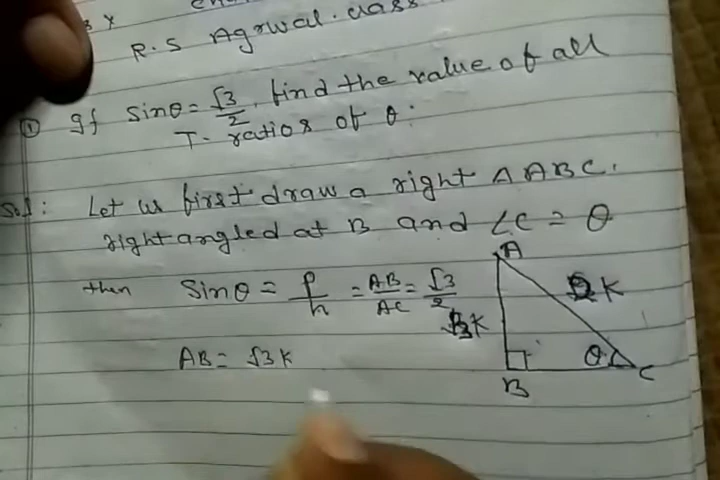 R.S Agrwal. class
① If sinθ = √3/2, find the value of all
T. ratios of θ.
Sol: Let us first draw a right △ABC.
right angled at B and ∠C = θ
then sinθ = P/h = AB/AC = √3/2
AB = √3K
A
2K
√3K
θ
B
C